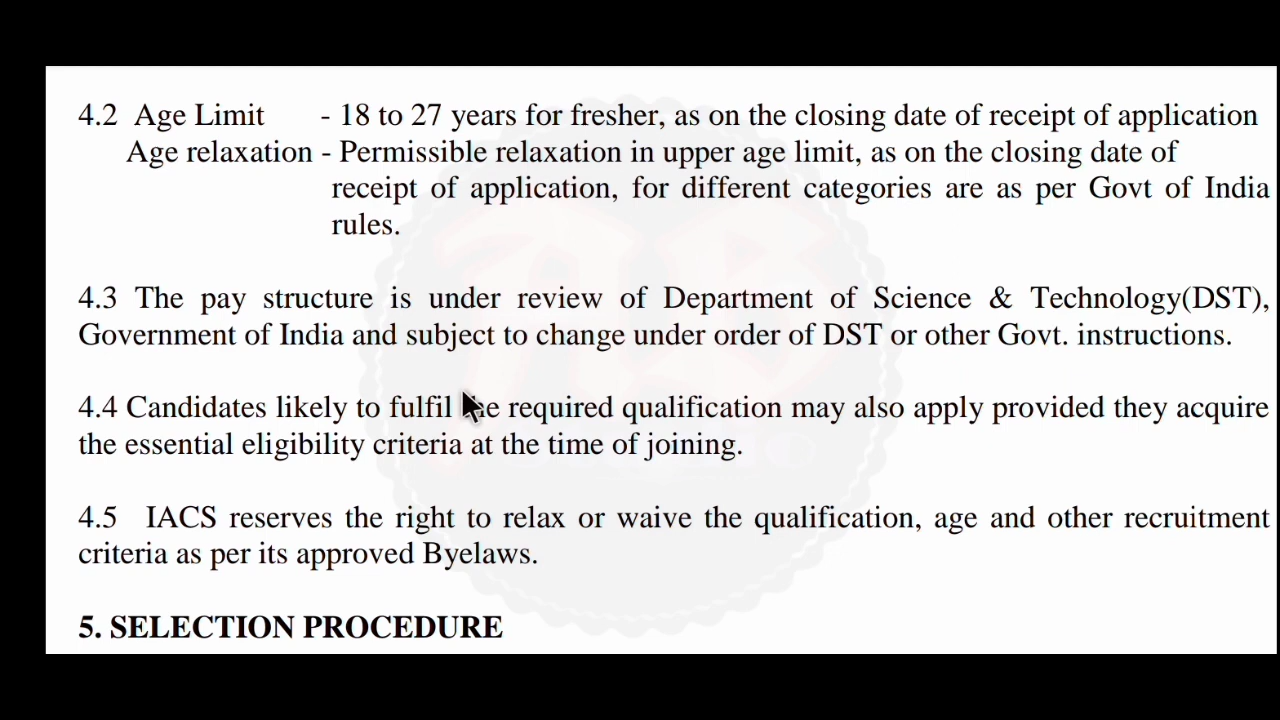 4.2 Age Limit - 18 to 27 years for fresher, as on the closing date of receipt of application
Age relaxation - Permissible relaxation in upper age limit, as on the closing date of
receipt of application, for different categories are as per Govt of India
rules.
4.3 The pay structure is under review of Department of Science & Technology(DST),
Government of India and subject to change under order of DST or other Govt. instructions.
4.4 Candidates likely to fulfil the required qualification may also apply provided they acquire
the essential eligibility criteria at the time of joining.
4.5 IACS reserves the right to relax or waive the qualification, age and other recruitment
criteria as per its approved Byelaws.
5. SELECTION PROCEDURE